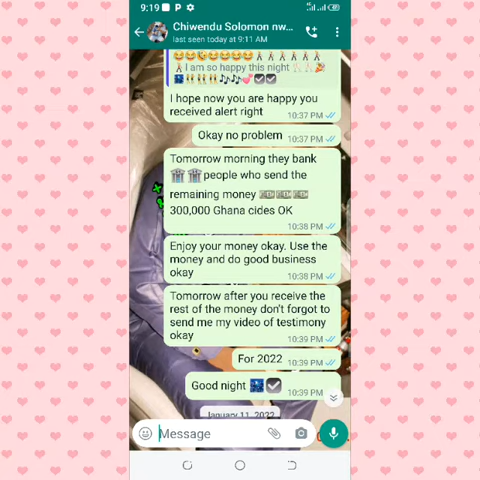 9:19
Chiwendu Solomon nw...
last seen today at 9:11 AM
I am so happy this night
I hope now you are happy you
received alert right
10:37 PM
Okay no problem 10:37 PM
Tomorrow morning they bank
🏦🏦people who send the
remaining money 💵💵💵
300,000 Ghana cides OK
10:38 PM
Enjoy your money okay. Use the
money and do good business
okay
10:38 PM
Tomorrow after you receive the
rest of the money don't forgot to
send me my video of testimony
okay
10:39 PM
For 2022 10:39 PM
Good night 🌃✔ 10:39 PM
January 11, 2022
Message